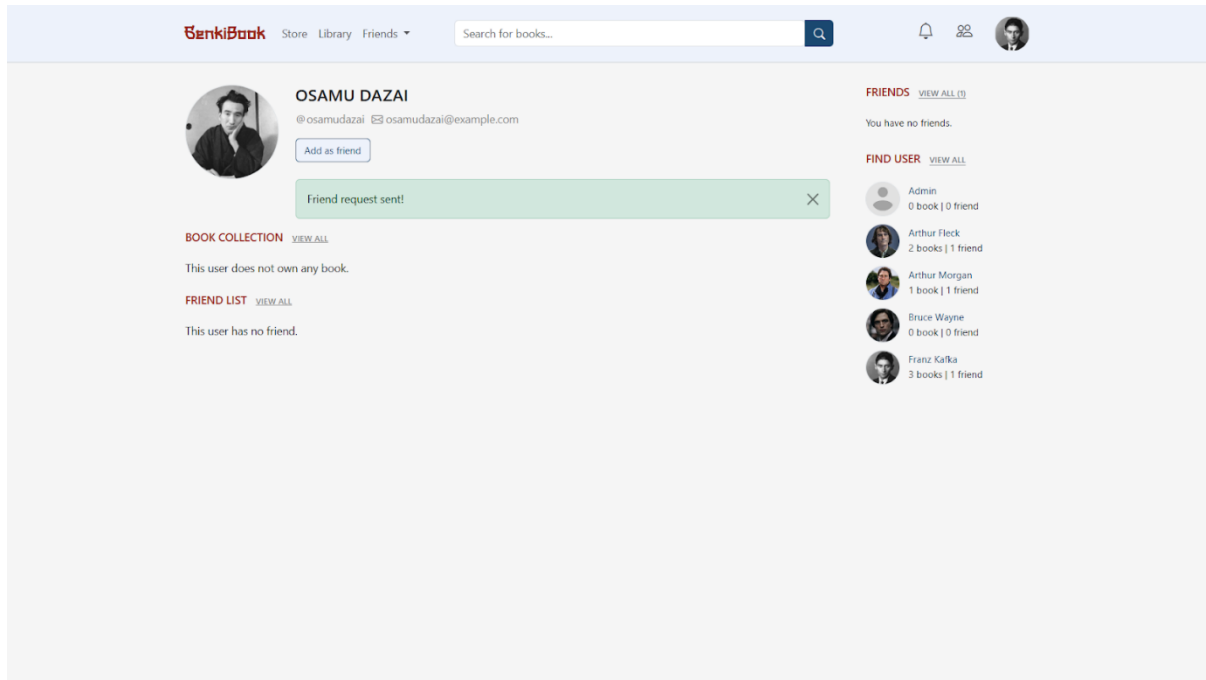 GenkiBook Store Library Friends Search for books...
OSAMU DAZAI
@osamudazai osamudazai@example.com
Add as friend
Friend request sent!
BOOK COLLECTION VIEW ALL
This user does not own any book.
FRIEND LIST VIEW ALL
This user has no friend.
FRIENDS VIEW ALL (1)
You have no friends.
FIND USER VIEW ALL
Admin
0 book | 0 friend
Arthur Fleck
2 books | 1 friend
Arthur Morgan
1 book | 1 friend
Bruce Wayne
0 book | 0 friend
Franz Kafka
3 books | 1 friend